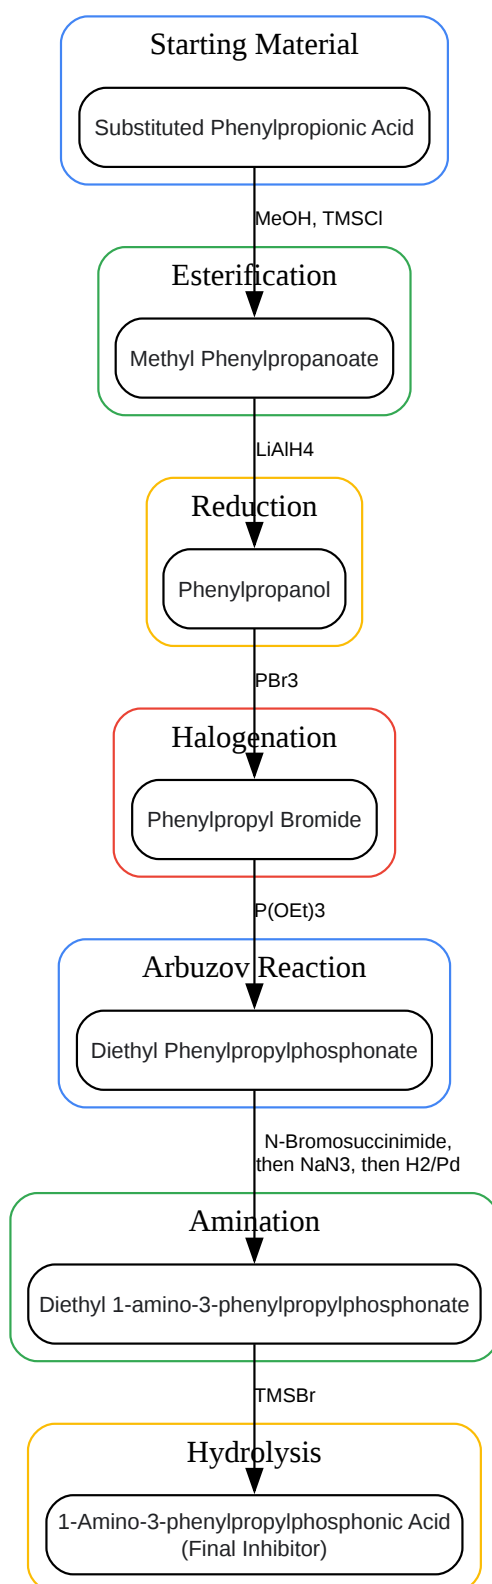 Starting Material
Substituted Phenylpropionic Acid
MeOH, TMSCl
Esterification
Methyl Phenylpropanoate
LiAlH4
Reduction
Phenylpropanol
PBr3
Halogenation
Phenylpropyl Bromide
P(OEt)3
Arbuzov Reaction
Diethyl Phenylpropylphosphonate
N-Bromosuccinimide,
then NaN3, then H2/Pd
Amination
Diethyl 1-amino-3-phenylpropylphosphonate
TMSBr
Hydrolysis
1-Amino-3-phenylpropylphosphonic Acid
(Final Inhibitor)